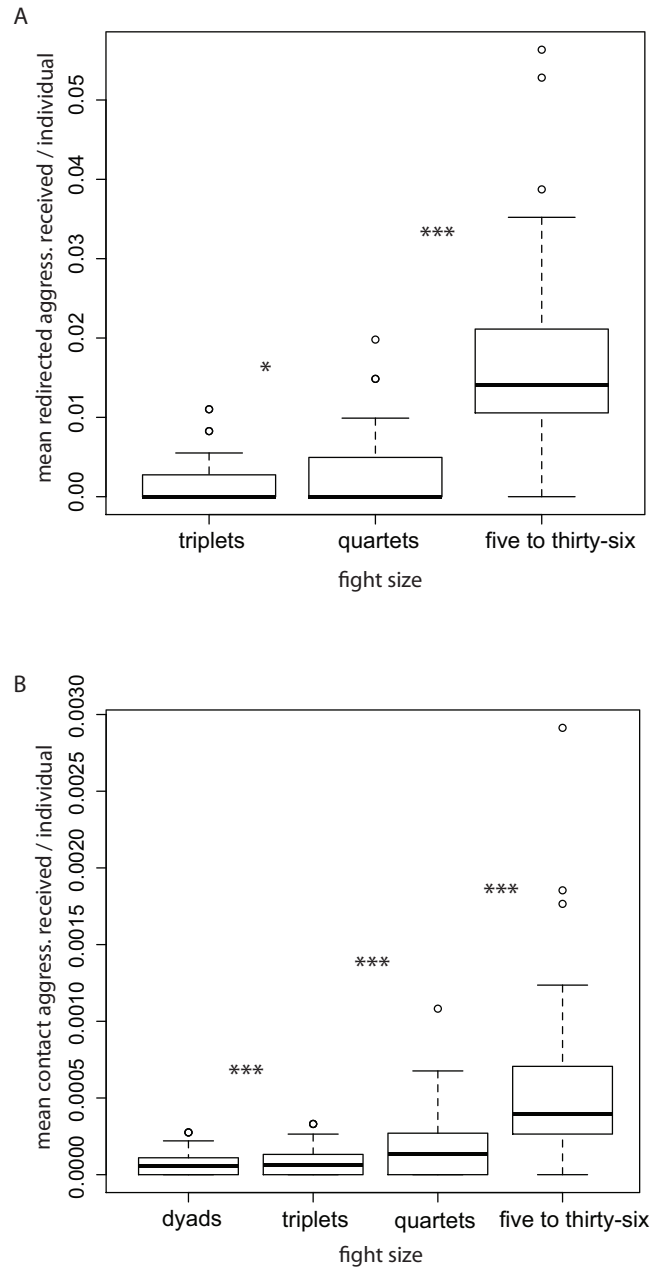 A
mean redirected aggress. received / individual
0.05
0.04
0.03
0.02
0.01
0.00
***
*
triplets quartets five to thirty-six
fight size
B
mean contact aggress. received / individual
0.0030
0.0025
0.0020
0.0015
0.0010
0.0005
0.0000
***
***
***
dyads triplets quartets five to thirty-six
fight size